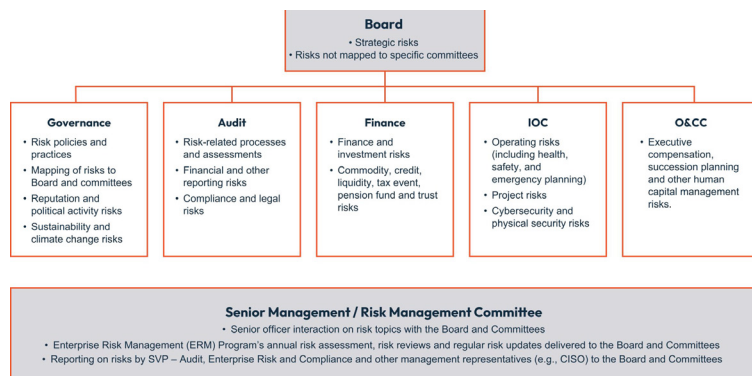 Board
• Strategic risks
• Risks not mapped to specific committees
Governance
• Risk policies and
practices
• Mapping of risks to
Board and committees
• Reputation and
political activity risks
• Sustainability and
climate change risks
Audit
• Risk-related processes
and assessments
• Financial and other
reporting risks
• Compliance and legal
risks
Finance
• Finance and
investment risks
• Commodity, credit,
liquidity, tax event,
pension fund and trust
risks
IOC
• Operating risks
(including health,
safety, and
emergency planning)
• Project risks
• Cybersecurity and
physical security risks
O&CC
• Executive
compensation,
succession planning
and other human
capital management
risks.
Senior Management / Risk Management Committee
• Senior officer interaction on risk topics with the Board and Committees
• Enterprise Risk Management (ERM) Program's annual risk assessment, risk reviews and regular risk updates delivered to the Board and Committees
• Reporting on risks by SVP – Audit, Enterprise Risk and Compliance and other management representatives (e.g., CISO) to the Board and Committees